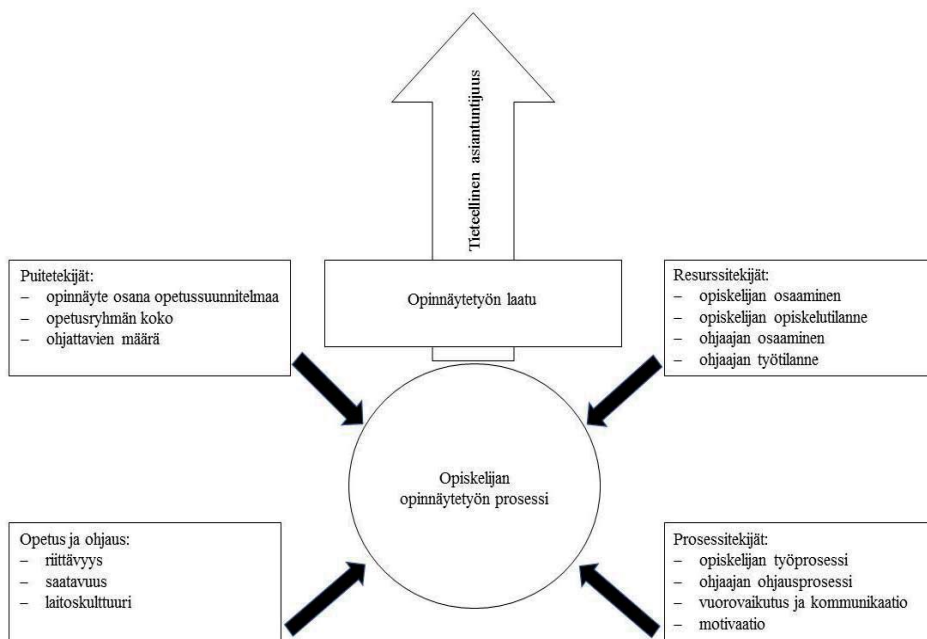 Tieteellinen asiantuntijuus
Puitetekijät:
– opinnäyte osana opetussuunnitelmaa
– opetusryhmän koko
– ohjattavien määrä
Opinnäytetyön laatu
Resurssitekijät:
– opiskelijan osaaminen
– opiskelijan opiskelutilanne
– ohjaajan osaaminen
– ohjaajan työtilanne
Opiskelijan
opinnäytetyön prosessi
Opetus ja ohjaus:
– riittävyys
– saatavuus
– laitoskulttuuri
Prosessitekijät:
– opiskelijan työprosessi
– ohjaajan ohjausprosessi
– vuorovaikutus ja kommunikaatio
– motivaatio